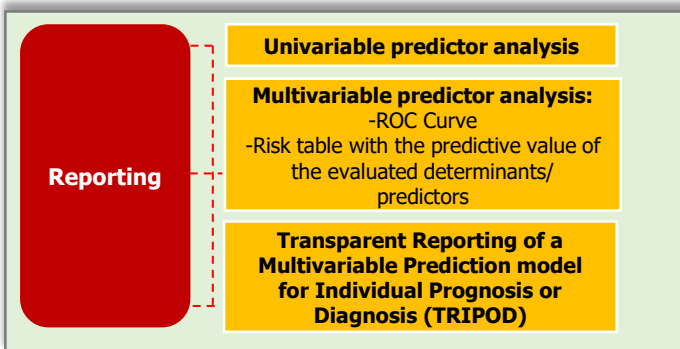 Reporting
Univariable predictor analysis
Multivariable predictor analysis:
-ROC Curve
-Risk table with the predictive value of
the evaluated determinants/
predictors
Transparent Reporting of a
Multivariable Prediction model
for Individual Prognosis or
Diagnosis (TRIPOD)